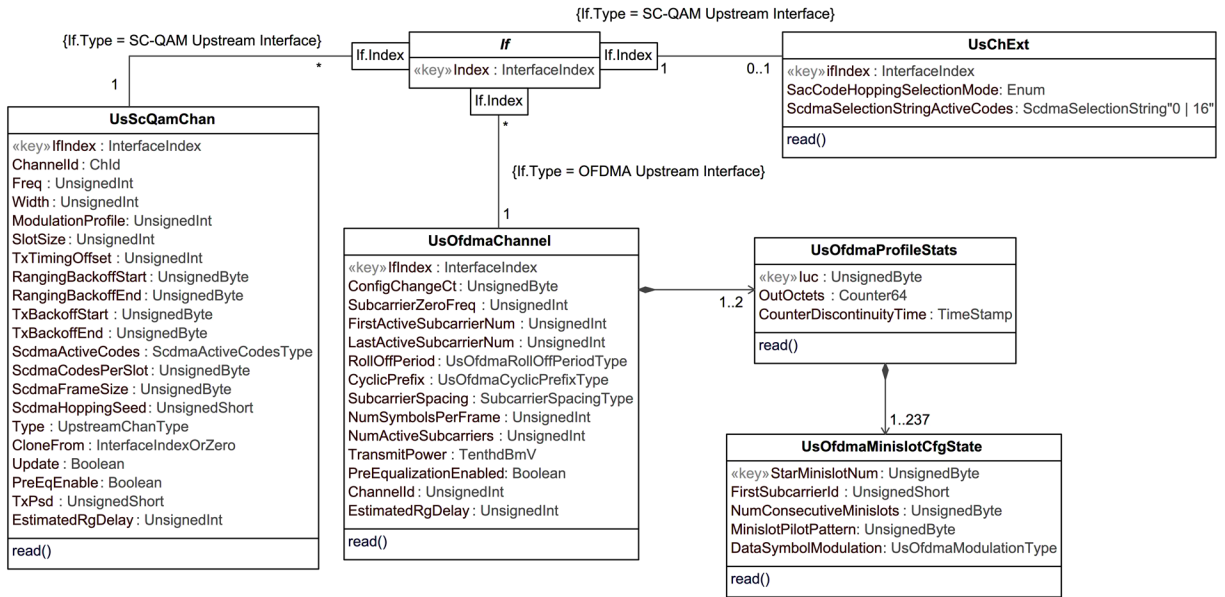 {If.Type = SC-QAM Upstream Interface}
{If.Type = SC-QAM Upstream Interface}
If.Index
If
«key»Index : InterfaceIndex
If.Index
If.Index
*
1
1
0..1
*
{If.Type = OFDMA Upstream Interface}
1
UsChExt
«key»ifIndex : InterfaceIndex
SacCodeHoppingSelectionMode: Enum
ScdmaSelectionStringActiveCodes: ScdmaSelectionString"0 | 16"
read()
UsScQamChan
«key»IfIndex : InterfaceIndex
ChannelId : ChId
Freq : UnsignedInt
Width : UnsignedInt
ModulationProfile: UnsignedInt
SlotSize : UnsignedInt
TxTimingOffset : UnsignedInt
RangingBackoffStart : UnsignedByte
RangingBackoffEnd : UnsignedByte
TxBackoffStart : UnsignedByte
TxBackoffEnd : UnsignedByte
ScdmaActiveCodes : ScdmaActiveCodesType
ScdmaCodesPerSlot : UnsignedByte
ScdmaFrameSize : UnsignedByte
ScdmaHoppingSeed : UnsignedShort
Type : UpstreamChanType
CloneFrom : InterfaceIndexOrZero
Update : Boolean
PreEqEnable : Boolean
TxPsd : UnsignedShort
EstimatedRgDelay : UnsignedInt
read()
UsOfdmaChannel
«key»IfIndex : InterfaceIndex
ConfigChangeCt : UnsignedByte
SubcarrierZeroFreq : UnsignedInt
FirstActiveSubcarrierNum : UnsignedInt
LastActiveSubcarrierNum : UnsignedInt
RollOffPeriod : UsOfdmaRollOffPeriodType
CyclicPrefix : UsOfdmaCyclicPrefixType
SubcarrierSpacing : SubcarrierSpacingType
NumSymbolsPerFrame : UnsignedInt
NumActiveSubcarriers : UnsignedInt
TransmitPower : TenthdBmV
PreEqualizationEnabled : Boolean
ChannelId : UnsignedInt
EstimatedRgDelay : UnsignedInt
read()
1..2
UsOfdmaProfileStats
«key»Iuc : UnsignedByte
OutOctets : Counter64
CounterDiscontinuityTime : TimeStamp
read()
1..237
UsOfdmaMinislotCfgState
«key»StarMinislotNum : UnsignedByte
FirstSubcarrierId : UnsignedShort
NumConsecutiveMinislots : UnsignedByte
MinislotPilotPattern : UnsignedByte
DataSymbolModulation : UsOfdmaModulationType
read()